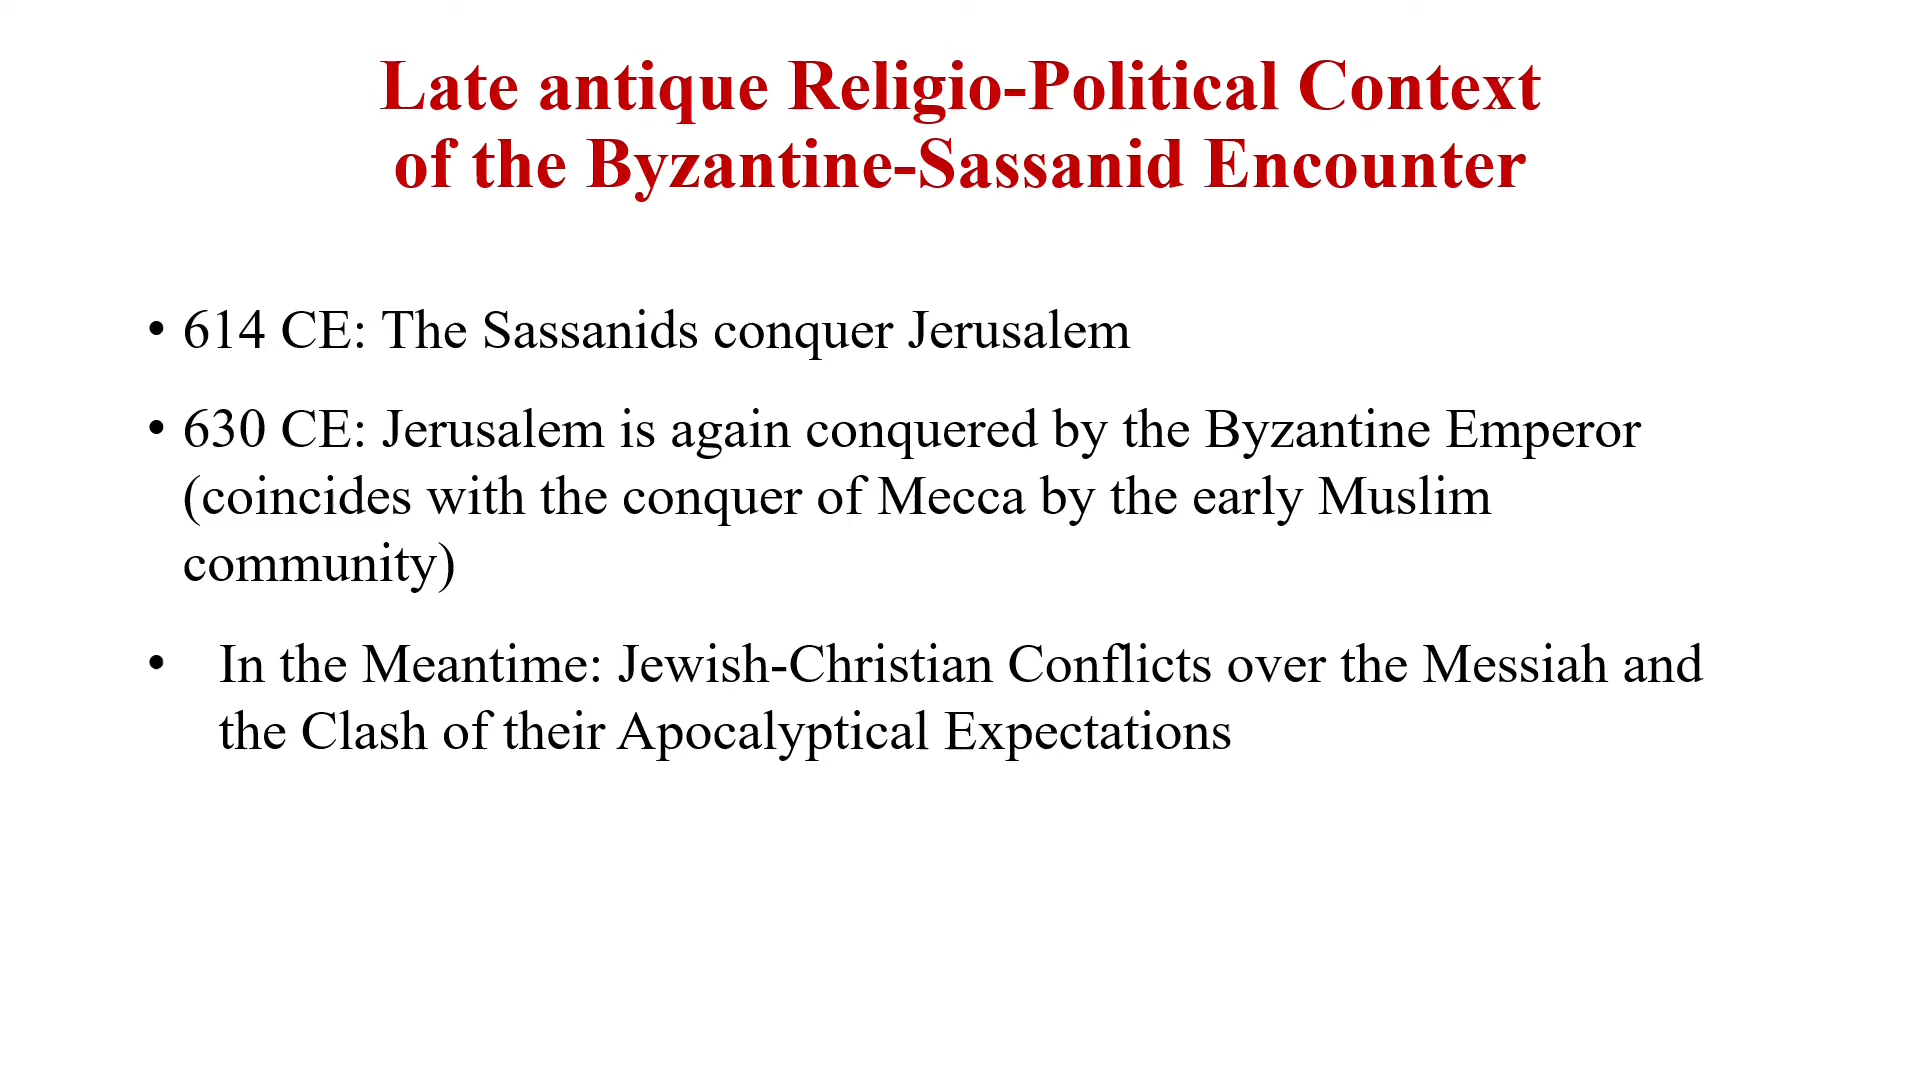 Late antique Religio-Political Context
of the Byzantine-Sassanid Encounter
• 614 CE: The Sassanids conquer Jerusalem
• 630 CE: Jerusalem is again conquered by the Byzantine Emperor
(coincides with the conquer of Mecca by the early Muslim
community)
• In the Meantime: Jewish-Christian Conflicts over the Messiah and
the Clash of their Apocalyptical Expectations